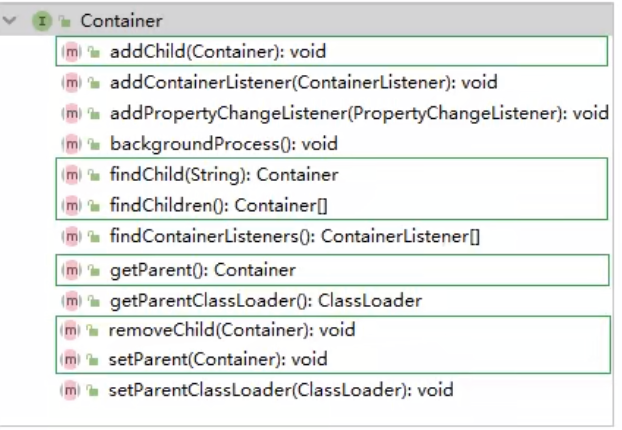 Container
addChild(Container): void
addContainerListener(ContainerListener): void
addPropertyChangeListener(PropertyChangeListener): void
backgroundProcess(): void
findChild(String): Container
findChildren(): Container[]
findContainerListeners(): ContainerListener[]
getParent(): Container
getParentClassLoader(): ClassLoader
removeChild(Container): void
setParent(Container): void
setParentClassLoader(ClassLoader): void